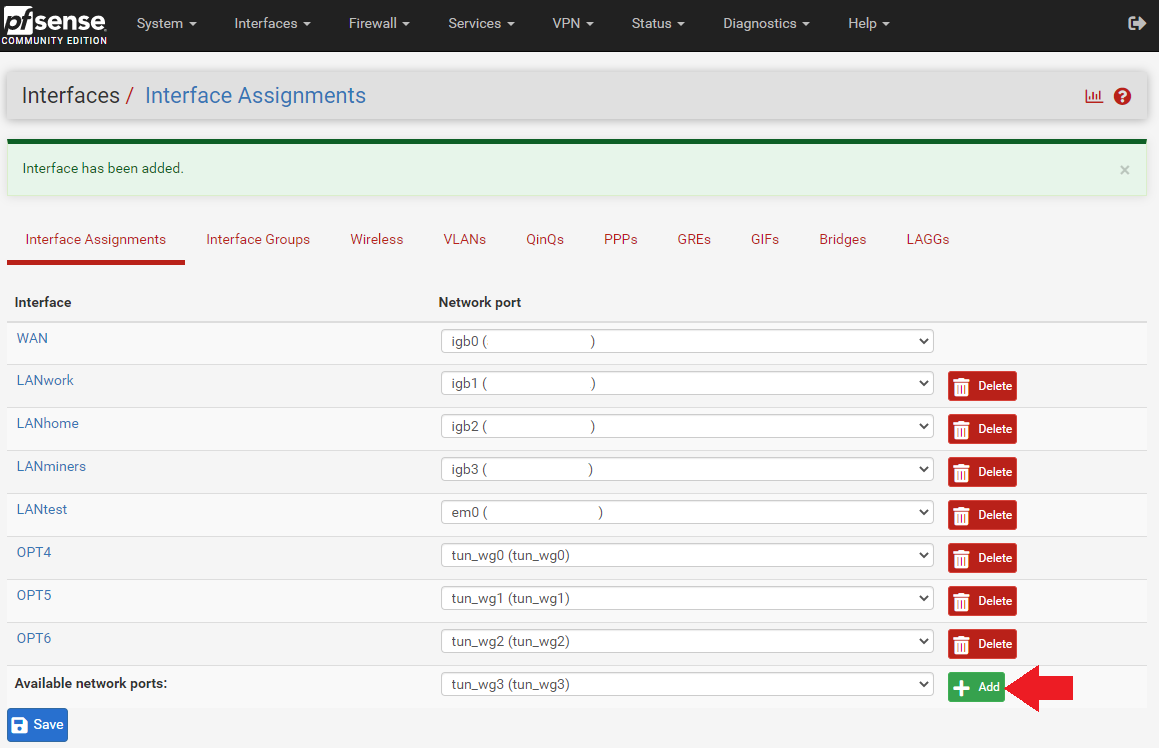 pfsense
COMMUNITY EDITION
System Interfaces Firewall Services VPN Status Diagnostics Help
Interfaces / Interface Assignments
Interface has been added. ×
Interface Assignments Interface Groups Wireless VLANs QinQs PPPs GREs GIFs Bridges LAGGs
Interface Network port
WAN igb0 ( )
LANwork igb1 ( ) Delete
LANhome igb2 ( ) Delete
LANminers igb3 ( ) Delete
LANtest em0 ( ) Delete
OPT4 tun_wg0 (tun_wg0) Delete
OPT5 tun_wg1 (tun_wg1) Delete
OPT6 tun_wg2 (tun_wg2) Delete
Available network ports: tun_wg3 (tun_wg3) Add
Save